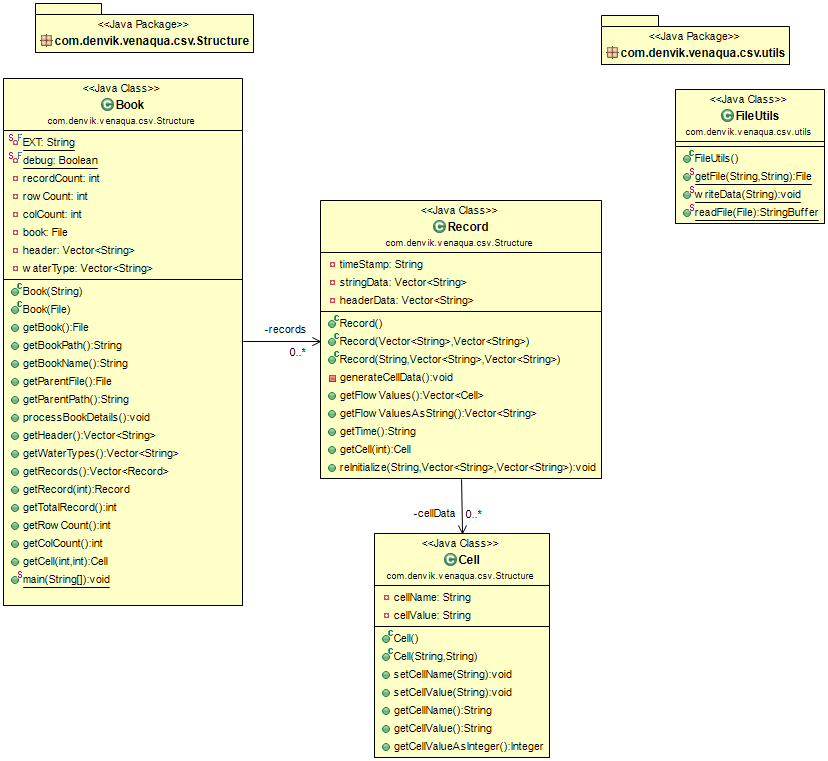 <<Java Package>>
com.denvik.venaqua.csv.Structure
<<Java Package>>
com.denvik.venaqua.csv.utils
<<Java Class>>
Book
com.denvik.venaqua.csv.Structure
EXT: String
debug: Boolean
recordCount: int
rowCount: int
colCount: int
book: File
header: Vector<String>
waterType: Vector<String>
Book(String)
Book(File)
getBook():File
getBookPath():String
getBookName():String
getParentFile():File
getParentPath():String
processBookDetails():void
getHeader():Vector<String>
getWaterTypes():Vector<String>
getRecords():Vector<Record>
getRecord(int):Record
getTotalRecord():int
getRowCount():int
getColCount():int
getCell(int,int):Cell
main(String[]):void
-records
0..*
<<Java Class>>
Record
com.denvik.venaqua.csv.Structure
timeStamp: String
stringData: Vector<String>
headerData: Vector<String>
Record()
Record(Vector<String>,Vector<String>)
Record(String,Vector<String>,Vector<String>)
generateCellData():void
getFlowValues():Vector<Cell>
getFlowValuesAsString():Vector<String>
getTime():String
getCell(int):Cell
reInitialize(String,Vector<String>,Vector<String>):void
-cellData
0..*
<<Java Class>>
Cell
com.denvik.venaqua.csv.Structure
cellName: String
cellValue: String
Cell()
Cell(String,String)
setCellName(String):void
setCellValue(String):void
getCellName():String
getCellValue():String
getCellValueAsInteger():Integer
<<Java Class>>
FileUtils
com.denvik.venaqua.csv.utils
FileUtils()
getFile(String,String):File
writeData(String):void
readFile(File):StringBuffer